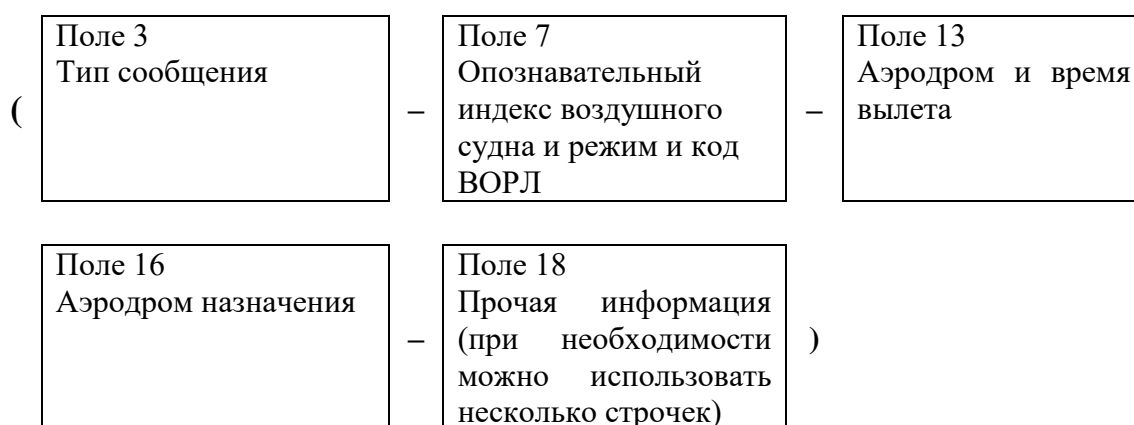 Поле 3
Тип сообщения
(
–
Поле 7
Опознавательный
индекс воздушного
судна и режим и код
ВОРЛ
–
Поле 13
Аэродром и время
вылета
Поле 16
Аэродром назначения
–
Поле 18
Прочая информация
(при необходимости
можно использовать
несколько строчек)
)